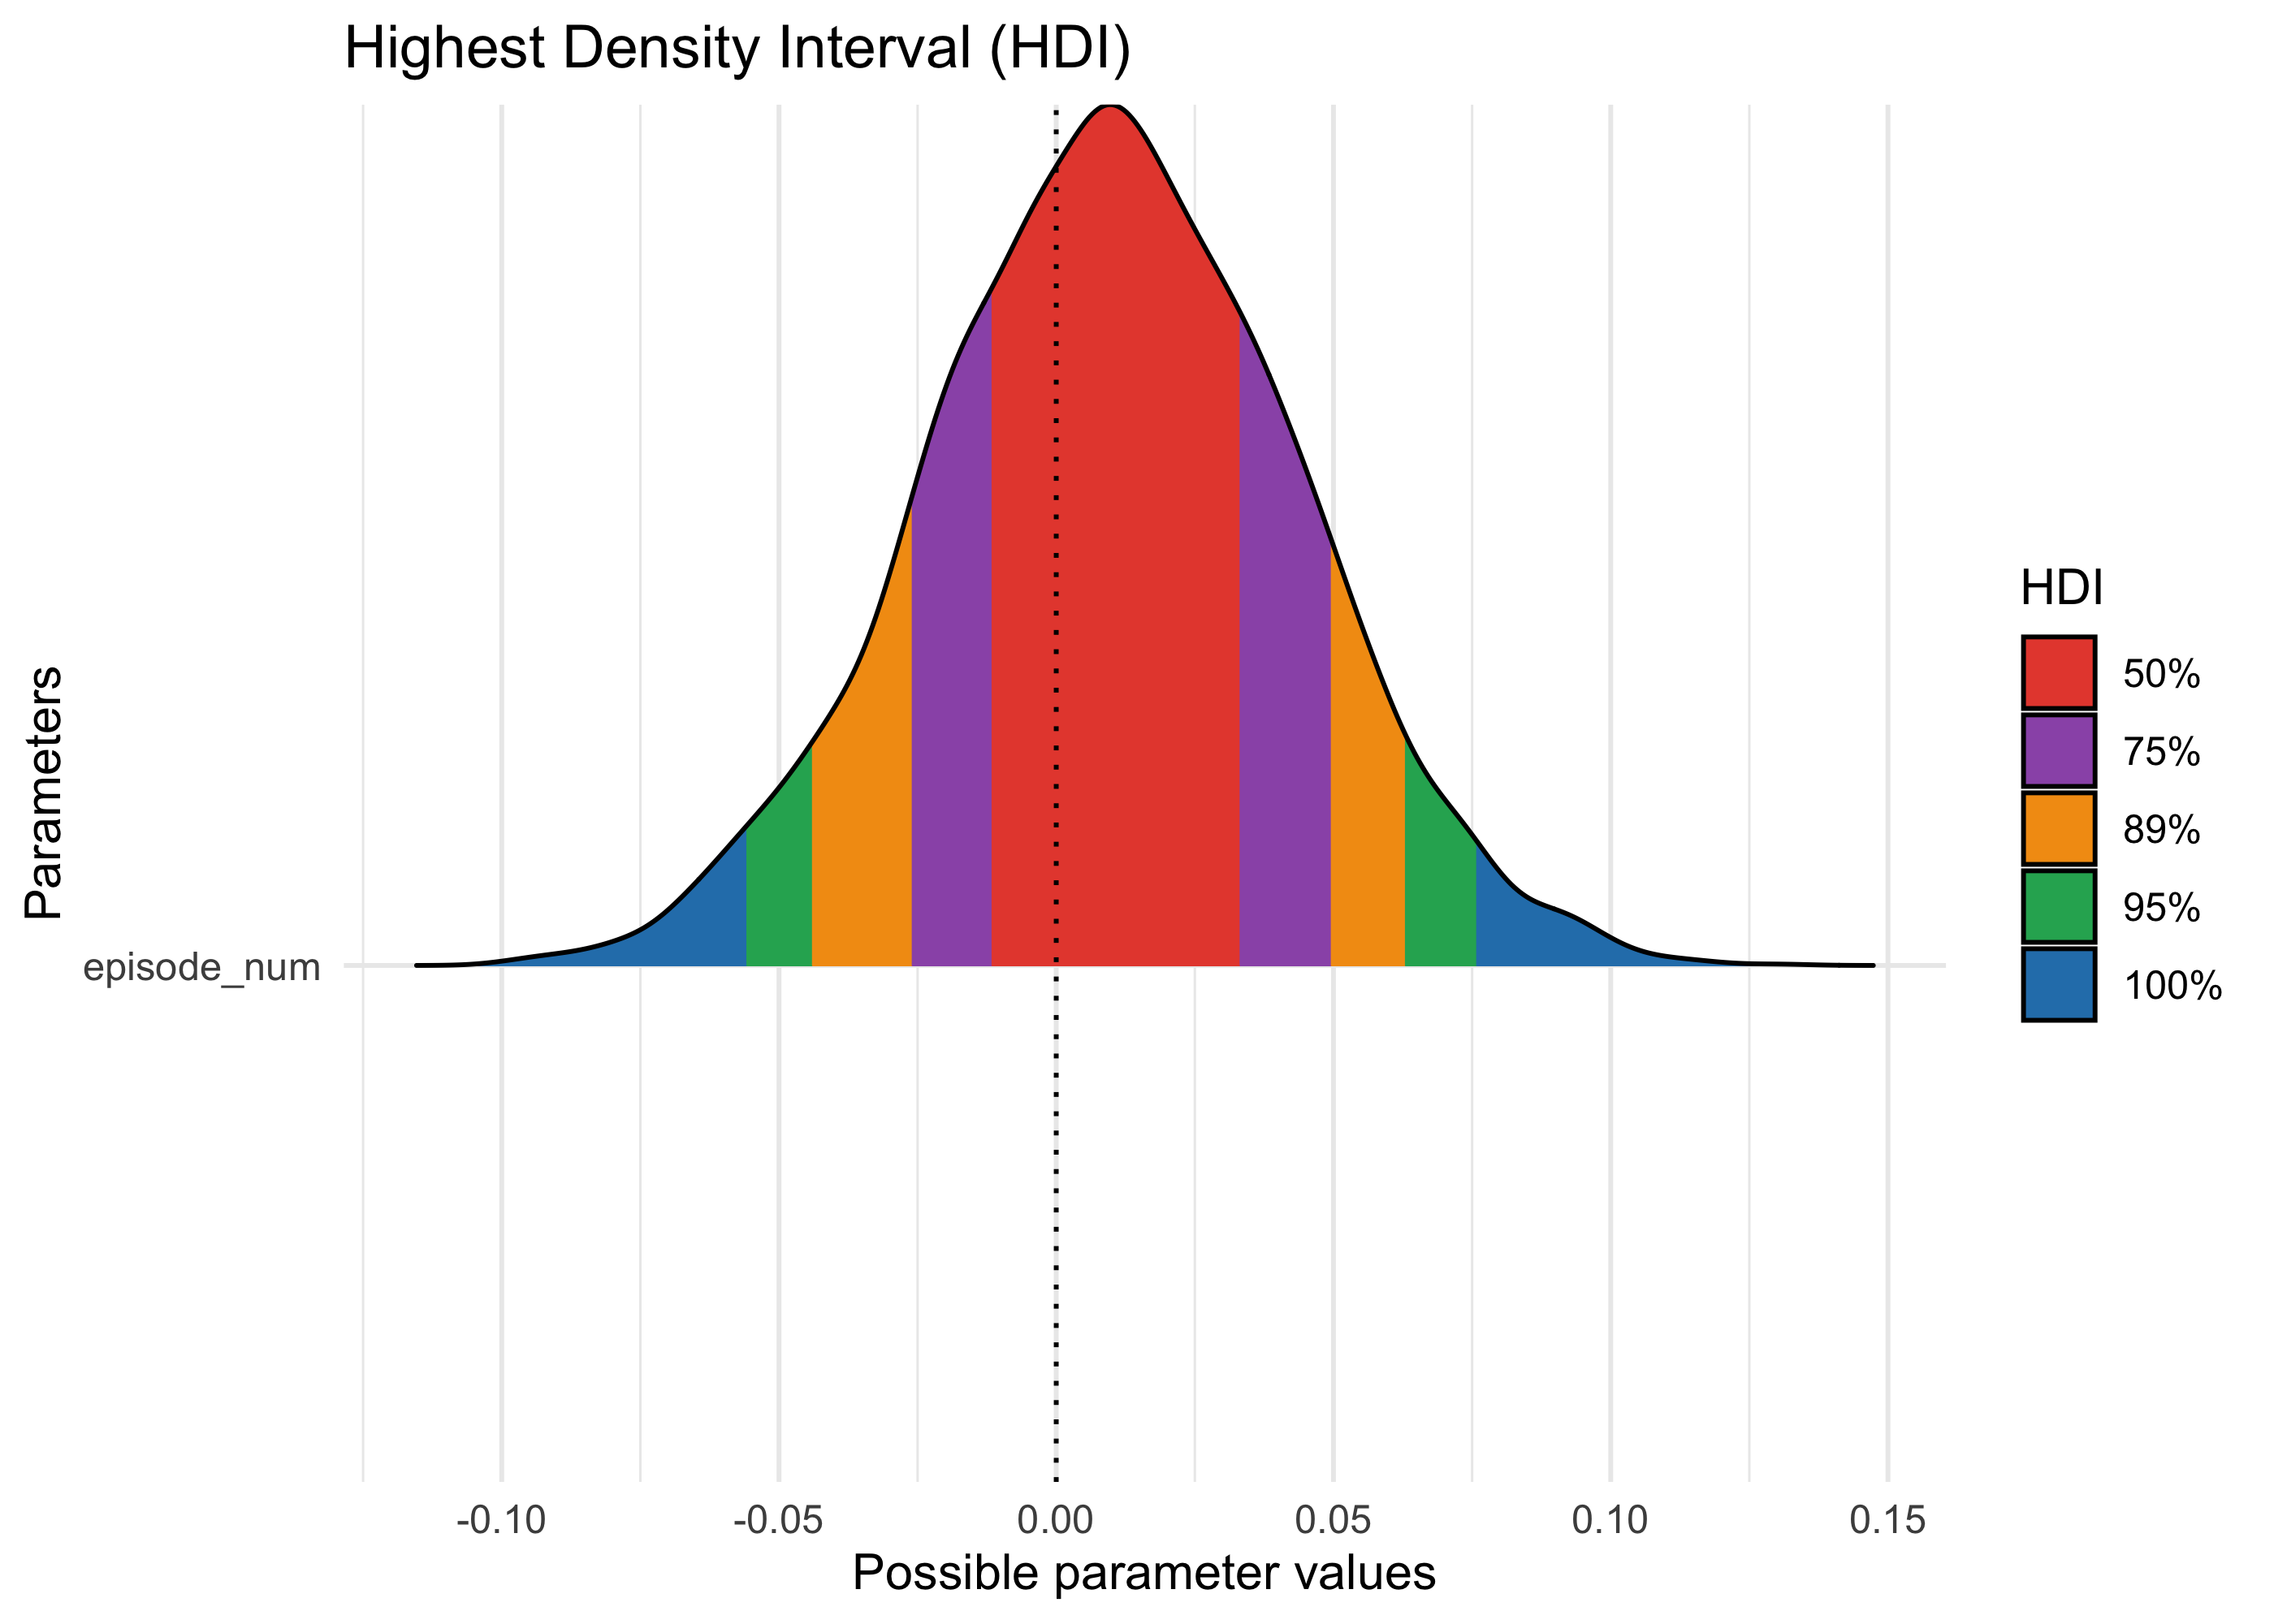 Highest Density Interval (HDI)
Parameters
episode_num
-0.10
-0.05
0.00
0.05
0.10
0.15
Possible parameter values
HDI
50%
75%
89%
95%
100%